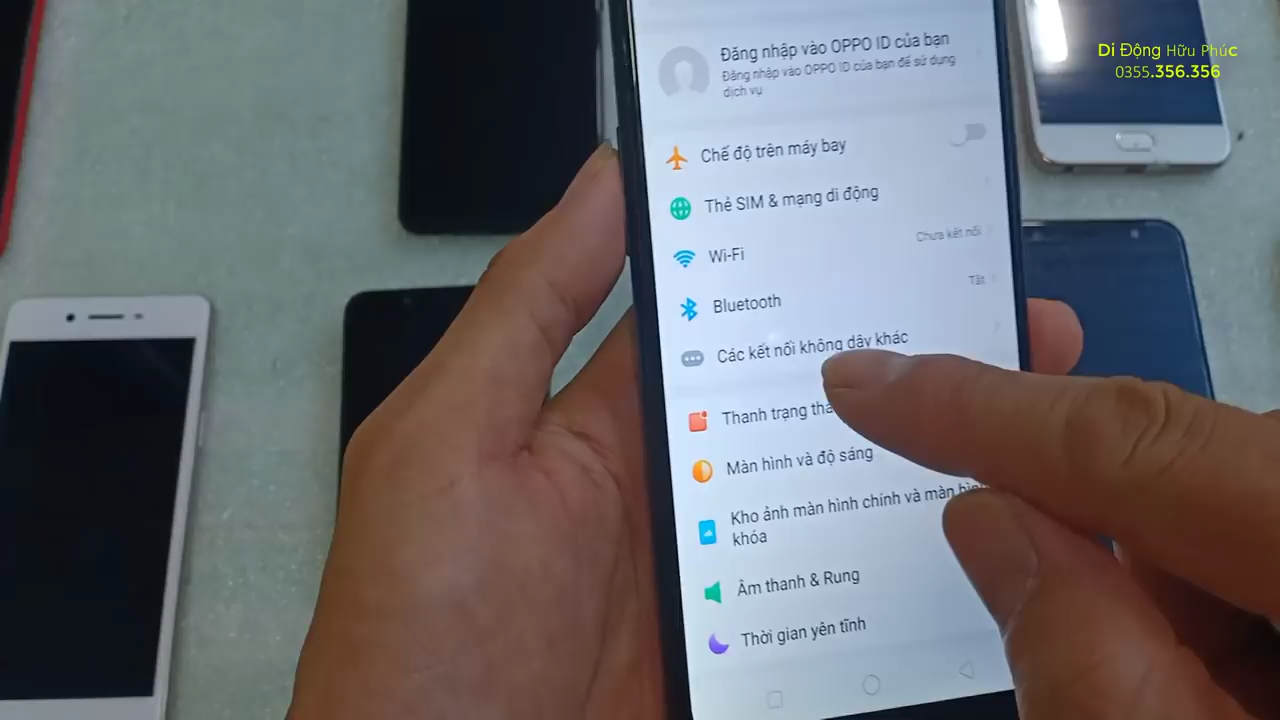 Di Động Hữu Phúc
0355.356.356
Đăng nhập vào OPPO ID của bạn
Đăng nhập vào OPPO ID của bạn để sử dụng
dịch vụ
Chế độ trên máy bay
Thẻ SIM & mạng di động
Wi-Fi
Chưa kết nối
Bluetooth
Tắt
Các kết nối không dây khác
Thanh trạng
Màn hình và độ sáng
Kho ảnh màn hình chính và màn hình
khóa
Âm thanh & Rung
Thời gian yên tĩnh